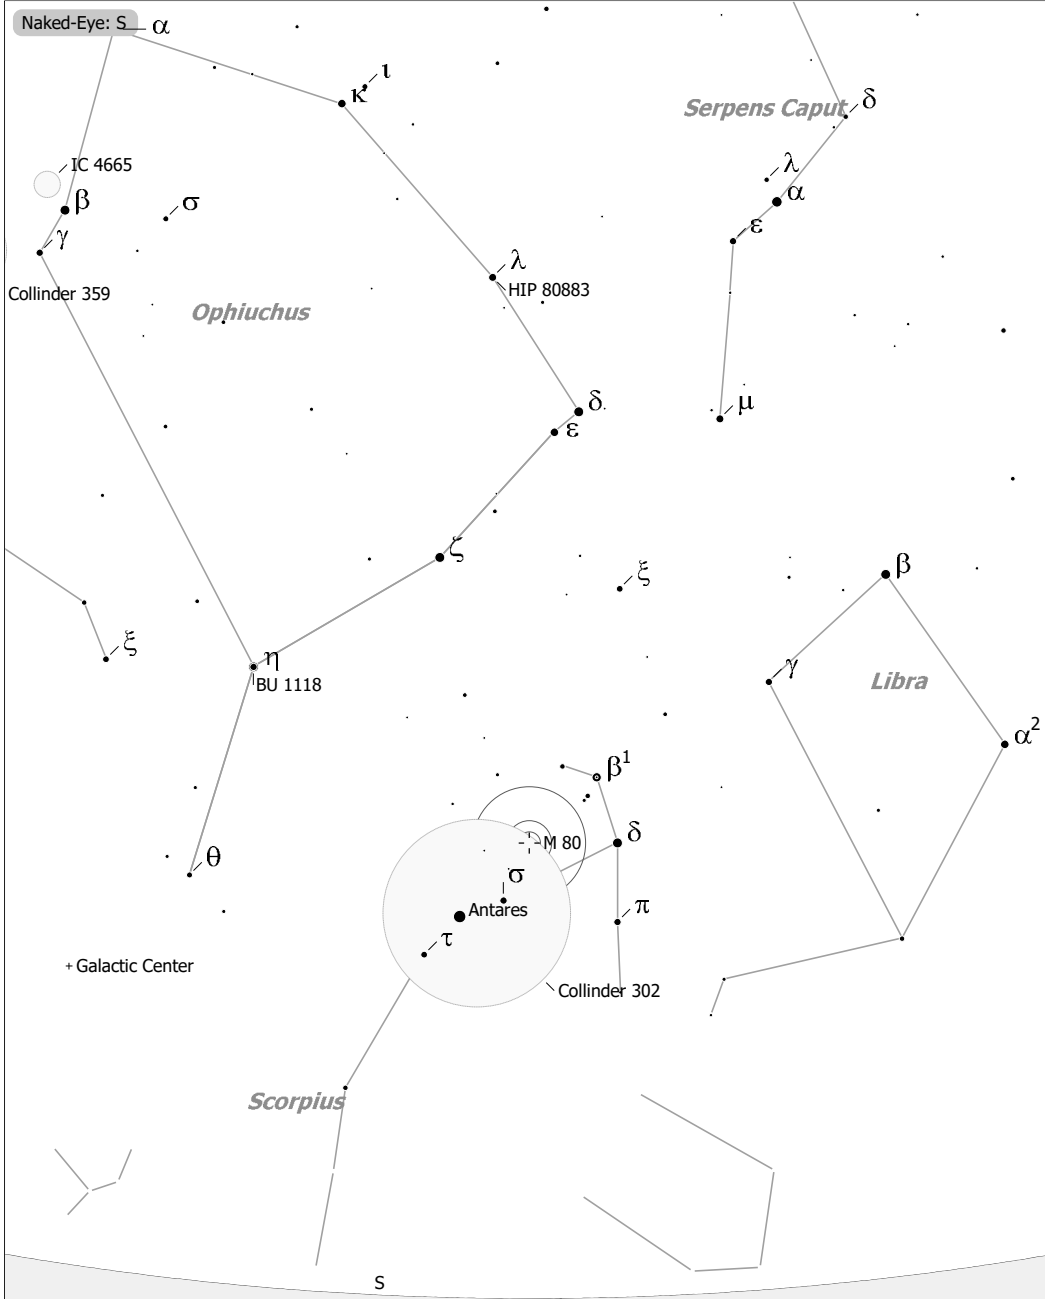 Naked-Eye: S
α
ι
κ
Serpens Caput
δ
IC 4665
λ
β
σ
α
γ
ε
λ
HIP 80883
Collinder 359
Ophiuchus
δ
μ
ε
ζ
β
ξ
ξ
η
γ
BU 1118
Libra
α²
β¹
δ
M 80
θ
σ
π
Antares
τ
Galactic Center
Collinder 302
Scorpius
S